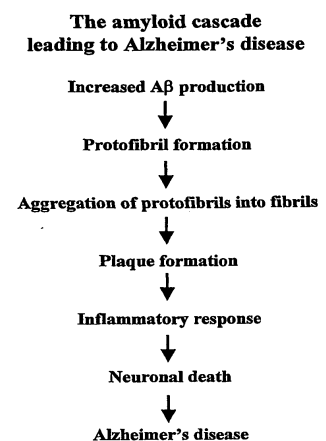 The amyloid cascade
leading to Alzheimer's disease
Increased Aβ production
Protofibril formation
Aggregation of protofibrils into fibrils
Plaque formation
Inflammatory response
Neuronal death
Alzheimer's disease